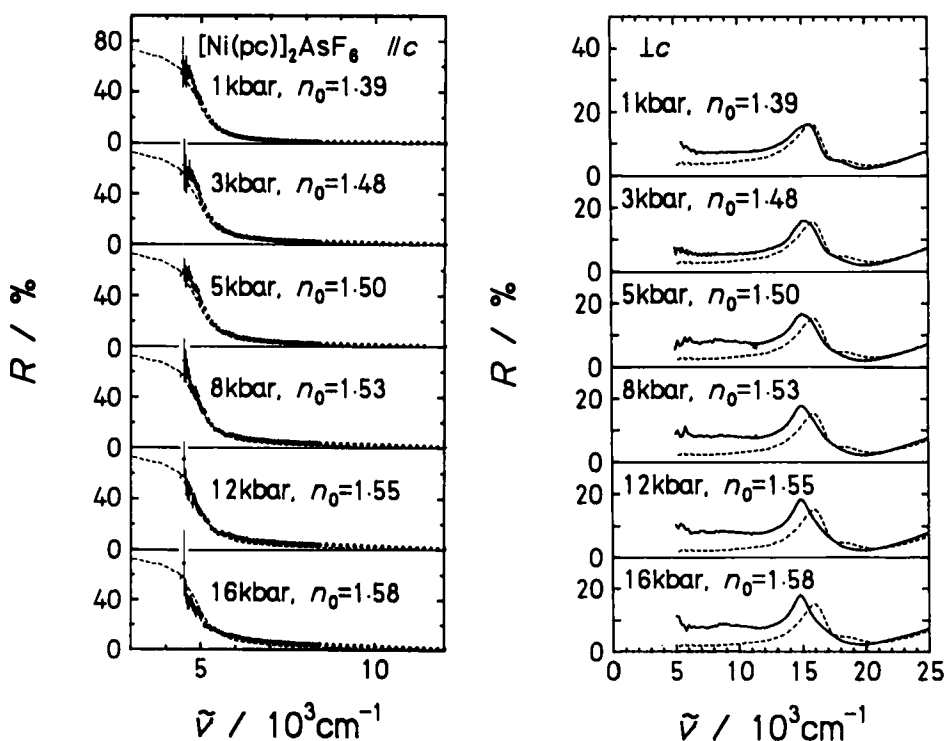 [Ni(pc)]₂AsF₆ //c
80
40
0
1kbar, n₀=1·39
40
0
3kbar, n₀=1·48
40
0
5kbar, n₀=1.50
40
0
8kbar, n₀=1.53
40
0
12kbar, n₀=1.55
40
0
16kbar, n₀=1·58
5 10
R / %
ṽ / 10³cm⁻¹
⊥c
40
20
0
1kbar, n₀=1·39
20
0
3kbar, n₀=1·48
20
0
5kbar, n₀=1.50
20
0
8kbar, n₀=1.53
20
0
12kbar, n₀=1.55
20
0
16kbar, n₀=1·58
0 5 10 15 20 25
R / %
ṽ / 10³cm⁻¹